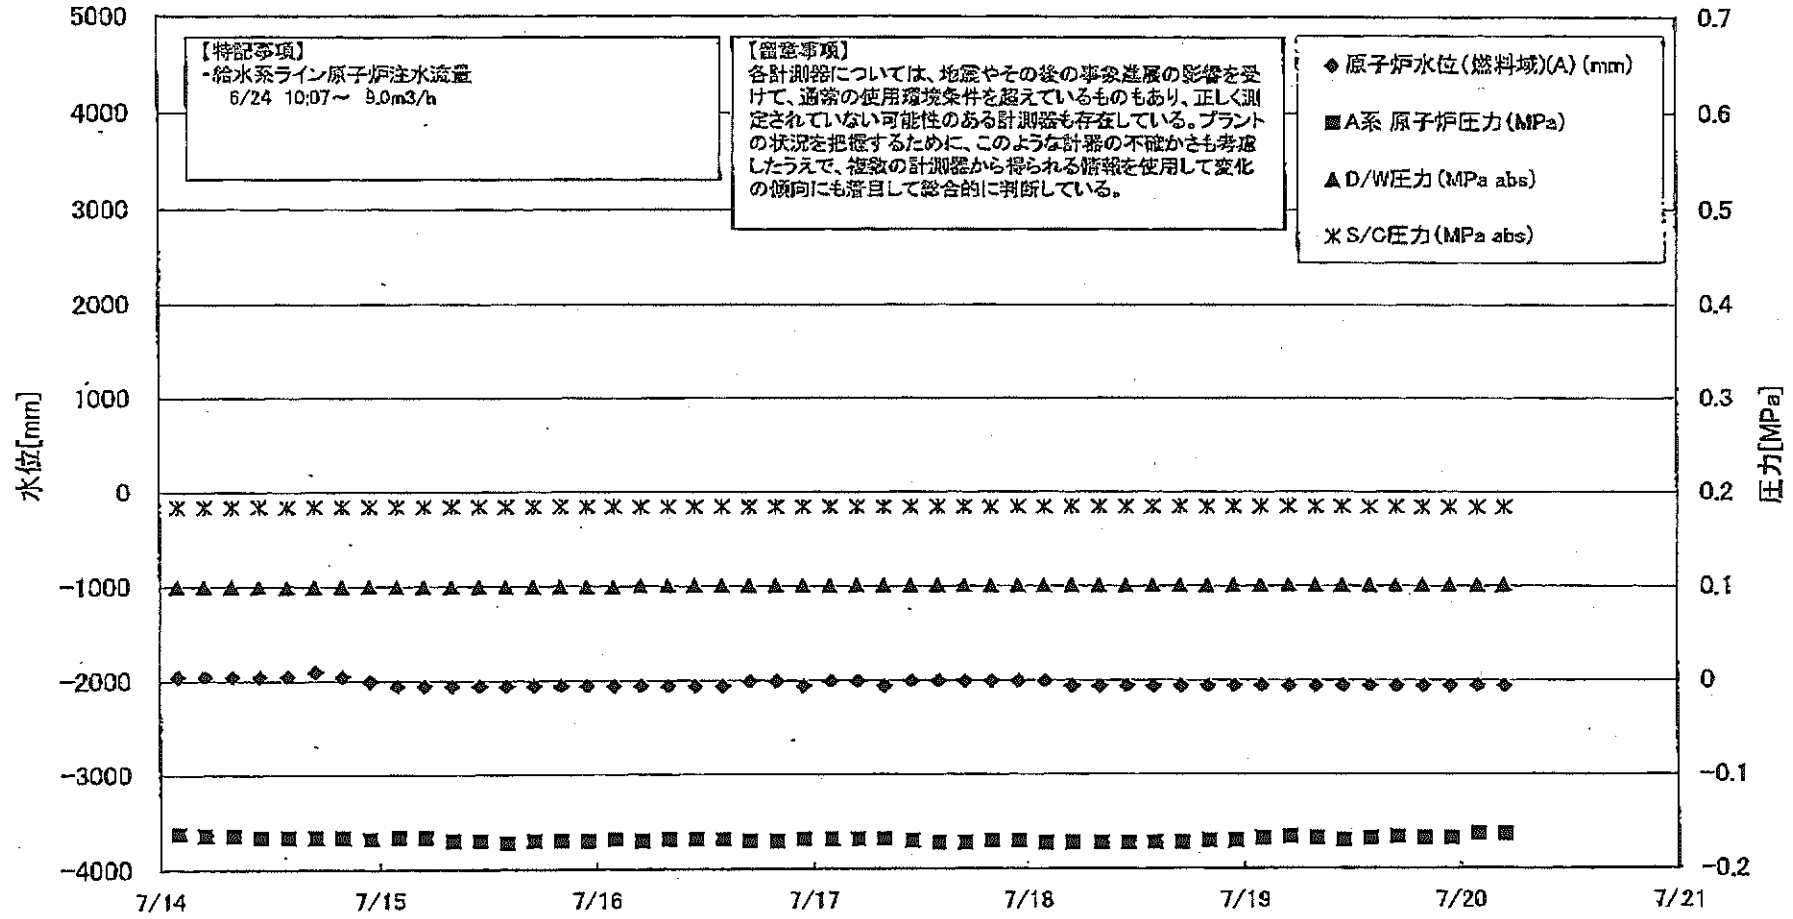 5000
4000
3000
2000
1000
0
-1000
-2000
-3000
-4000
水位[mm]
【特記事項】
・給水系ライン原子炉注水流量
6/24 10:07～ 9.0m3/h
【留意事項】
各計測器については、地震やその後の事象進展の影響を受
けて、通常の使用環境条件を超えているものもあり、正しく測
定されていない可能性のある計測器も存在している。プラント
の状況を把握するために、このような計器の不確かさも考慮
したうえで、複数の計測器から得られる情報を使用して変化
の傾向にも着目して総合的に判断している。
原子炉水位(燃料域)(A) (mm)
A系 原子炉圧力(MPa)
D/W圧力(MPa abs)
S/C圧力(MPa abs)
0.7
0.6
0.5
0.4
0.3
0.2
0.1
0
-0.1
-0.2
圧力[MPa]
7/14
7/15
7/16
7/17
7/18
7/19
7/20
7/21